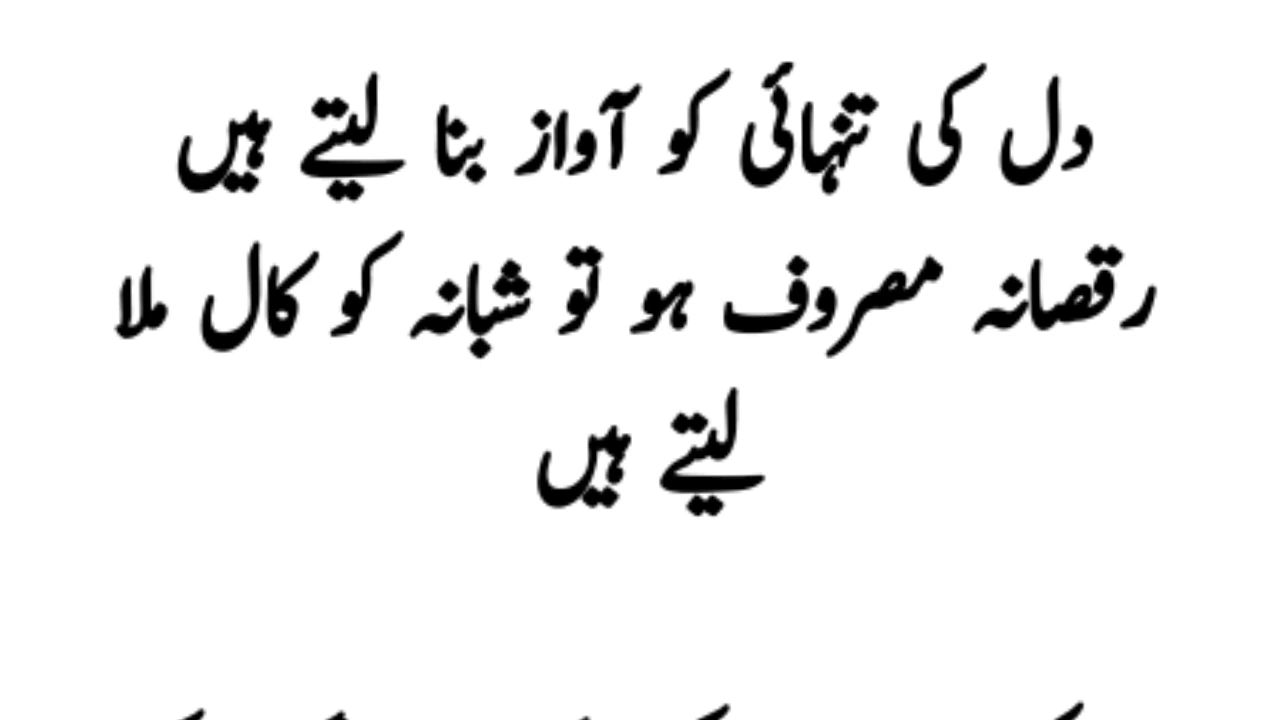 دل کی تنہائی کو آواز بنا لیتے ہیں
رقصانہ مصروف ہو تو شبانہ کو کال ملا
لیتے ہیں